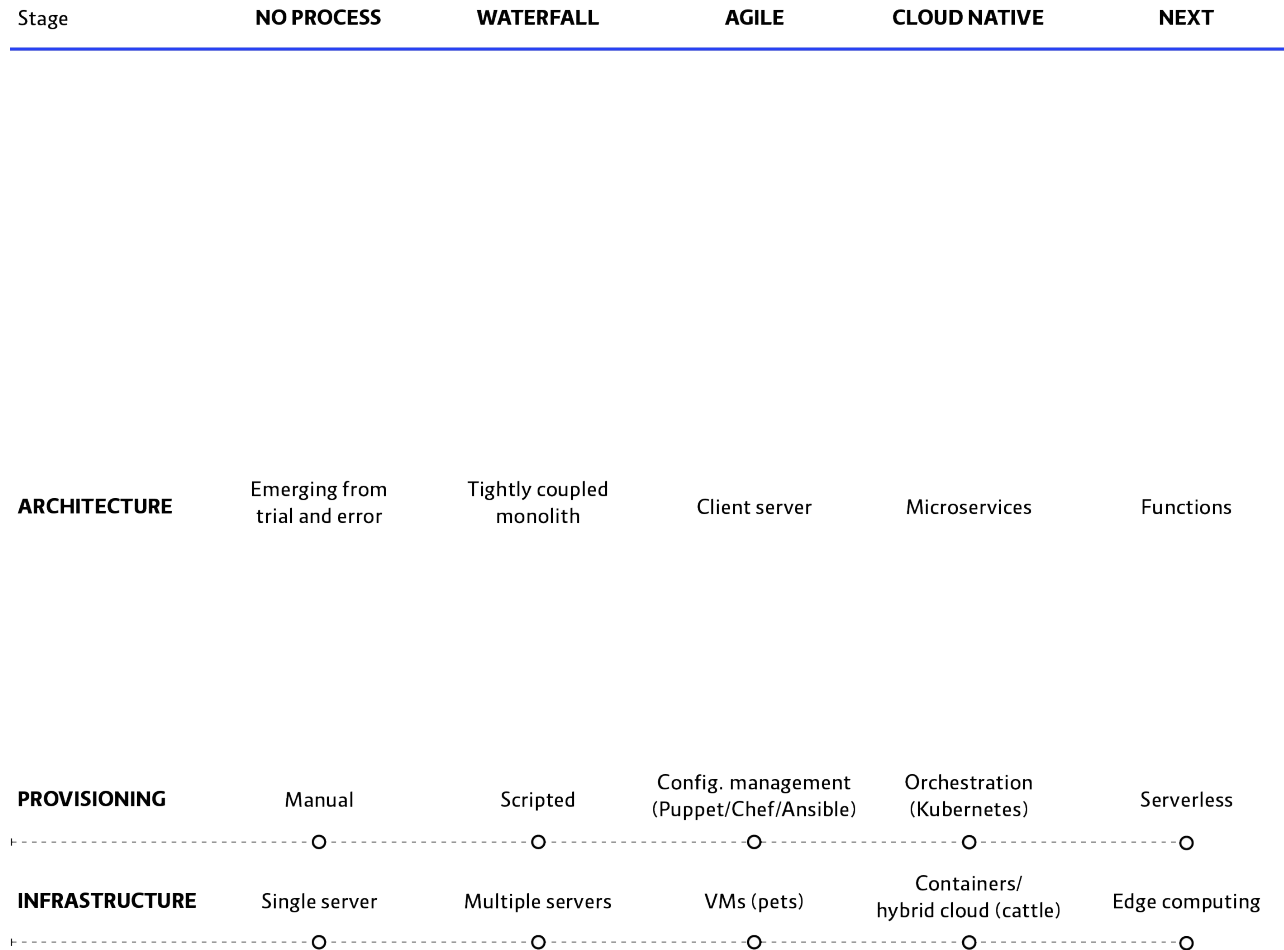 Stage NO PROCESS WATERFALL AGILE CLOUD NATIVE NEXT
ARCHITECTURE
Emerging from
trial and error
Tightly coupled
monolith
Client server
Microservices
Functions
PROVISIONING
Manual
Scripted
Config. management
(Puppet/Chef/Ansible)
Orchestration
(Kubernetes)
Serverless
INFRASTRUCTURE
Single server
Multiple servers
VMs (pets)
Containers/
hybrid cloud (cattle)
Edge computing